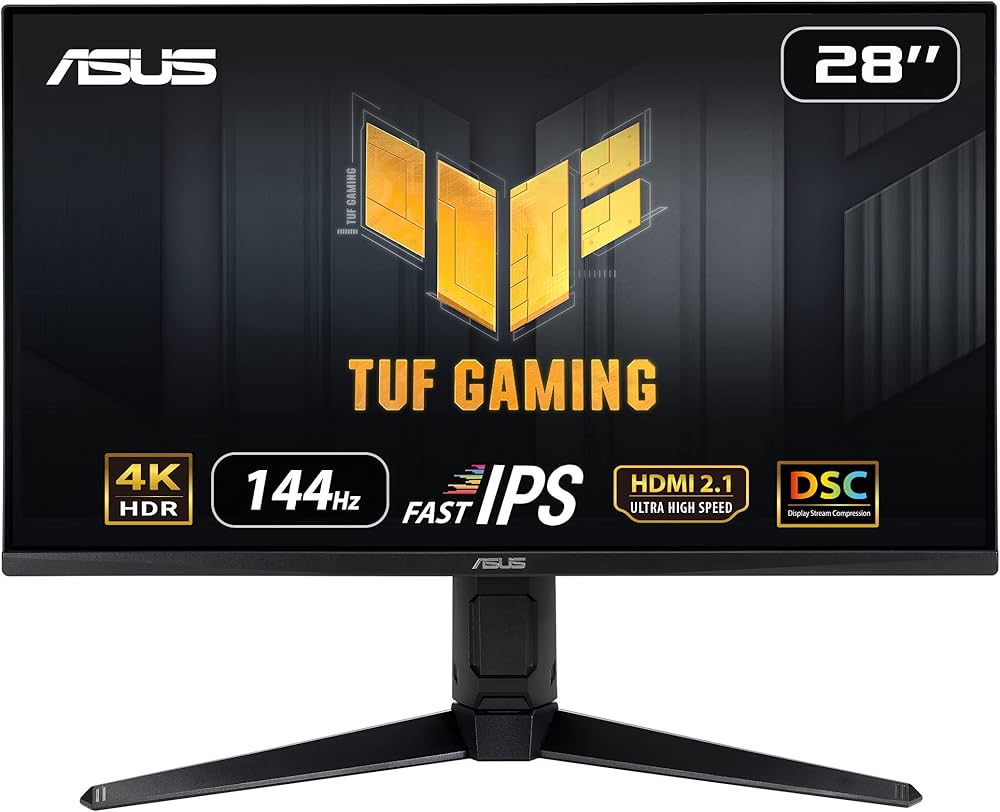 ASUS
28"
TUF GAMING
TUF GAMING
4K
HDR
144Hz
FAST IPS
HDMI 2.1
ULTRA HIGH SPEED
DSC
Display Stream Compression
ASUS